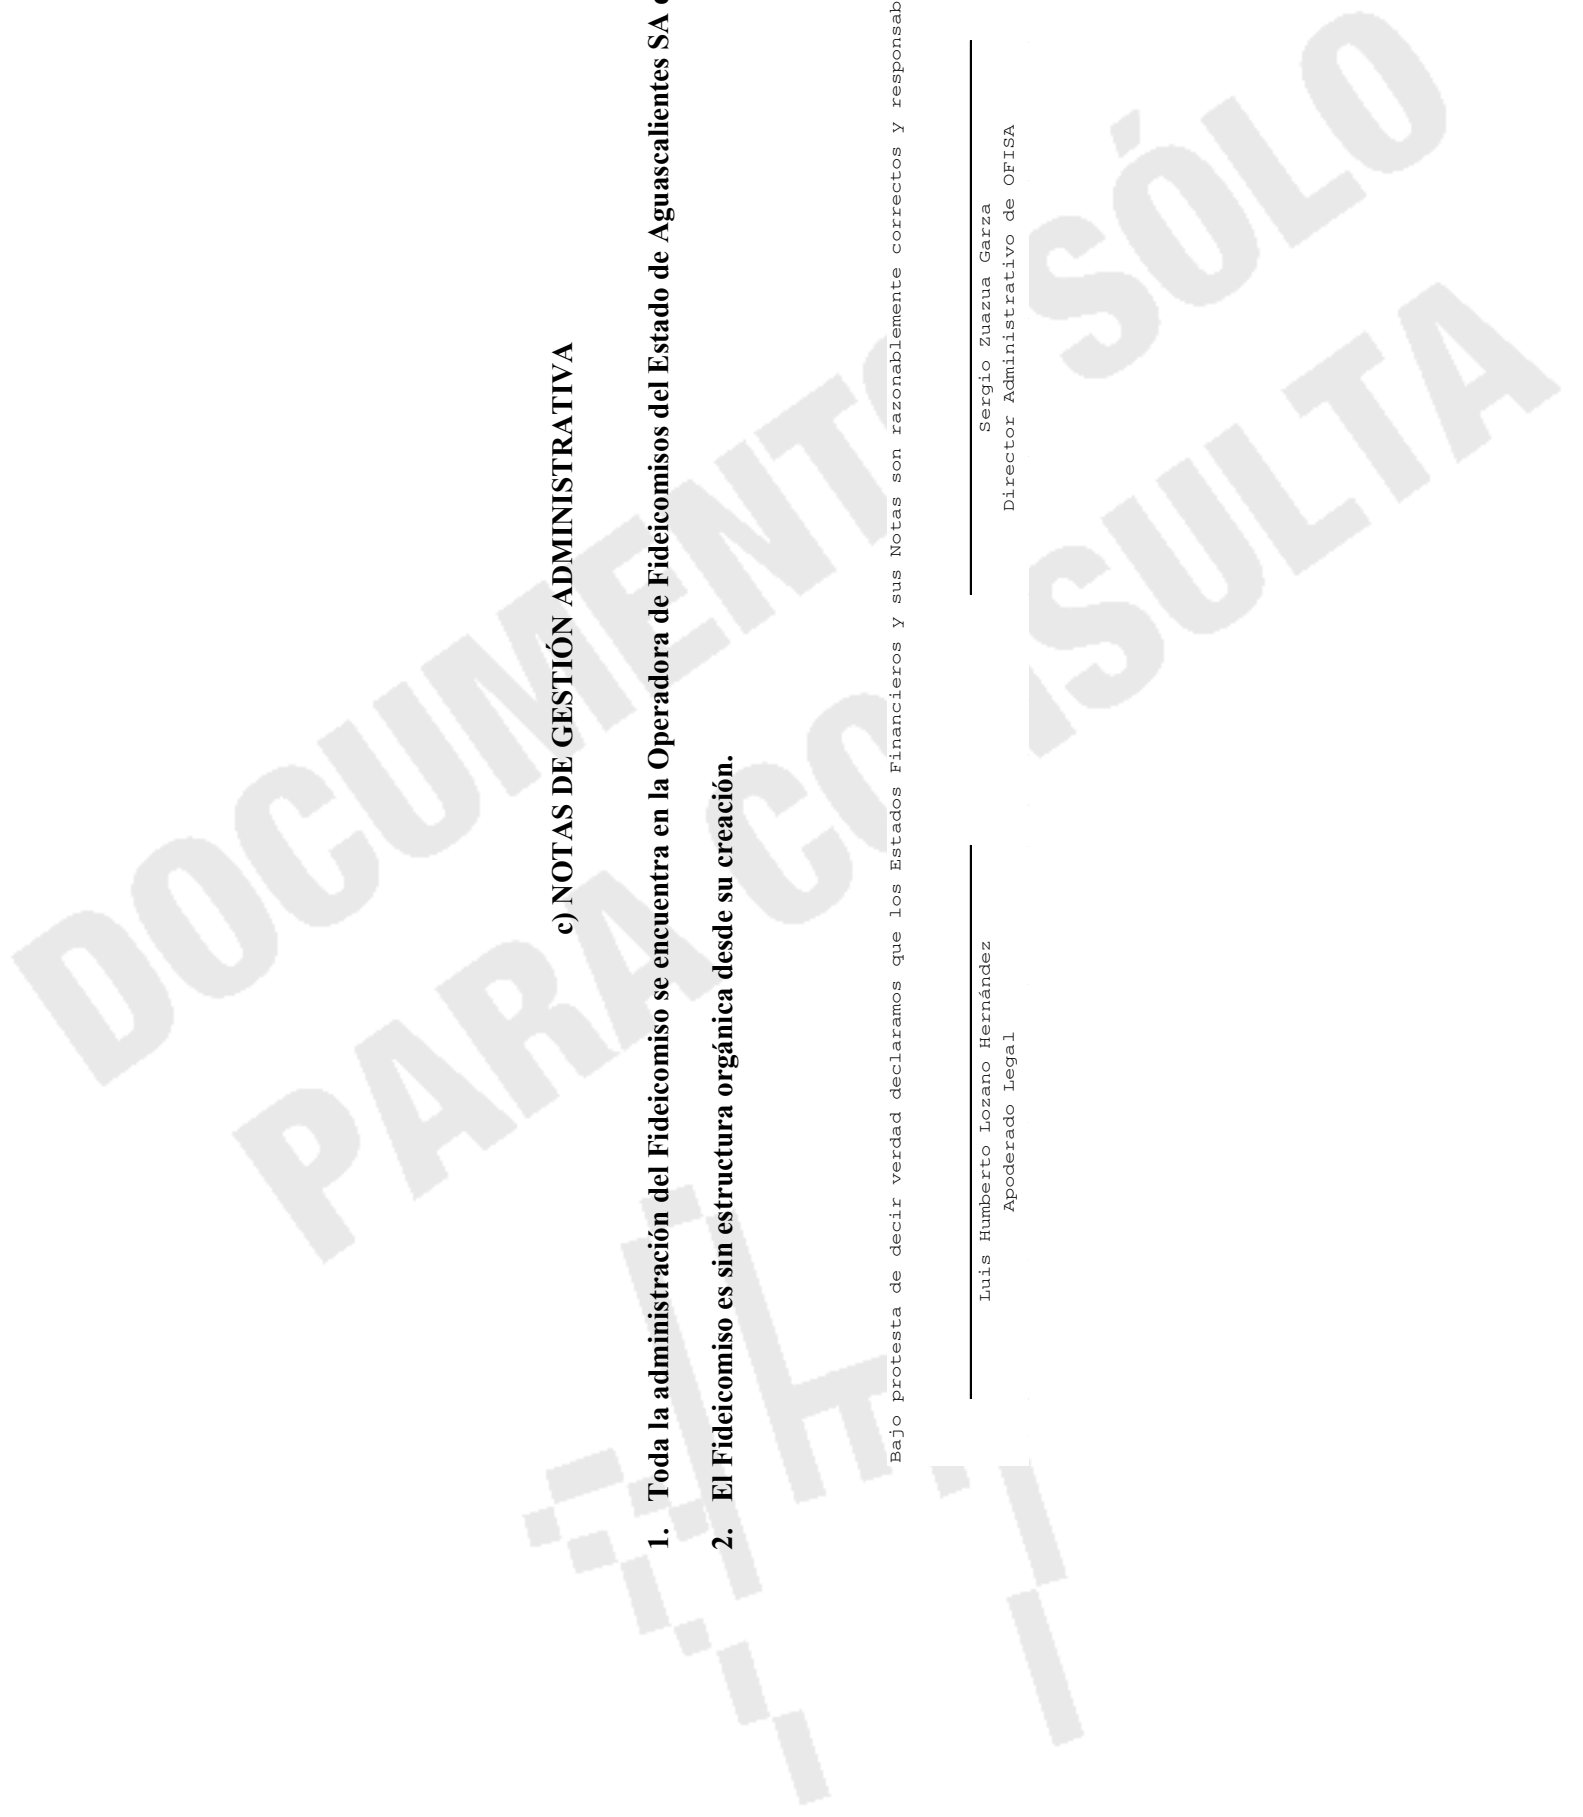 c) NOTAS DE GESTIÓN ADMINISTRATIVA
1. Toda la administración del Fideicomiso se encuentra en la Operadora de Fideicomisos del Estado de Aguascalientes SA
2. El Fideicomiso es sin estructura orgánica desde su creación.
Bajo protesta de decir verdad declaramos que los Estados Financieros y sus Notas son razonablemente correctos y responsab
Luis Humberto Lozano Hernández
Apoderado Legal
Sergio Zuazua Garza
Director Administrativo de OFISA
DOCUMENTO SÓLO
PARA CONSULTA